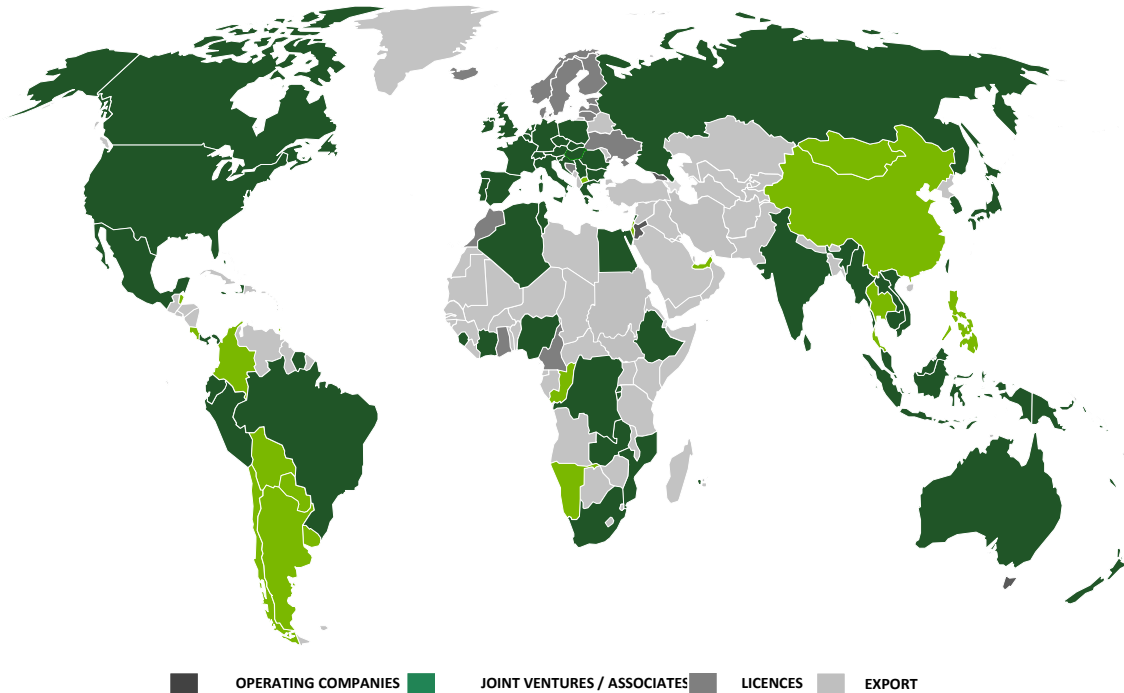 OPERATING COMPANIES
JOINT VENTURES / ASSOCIATES
LICENCES
EXPORT